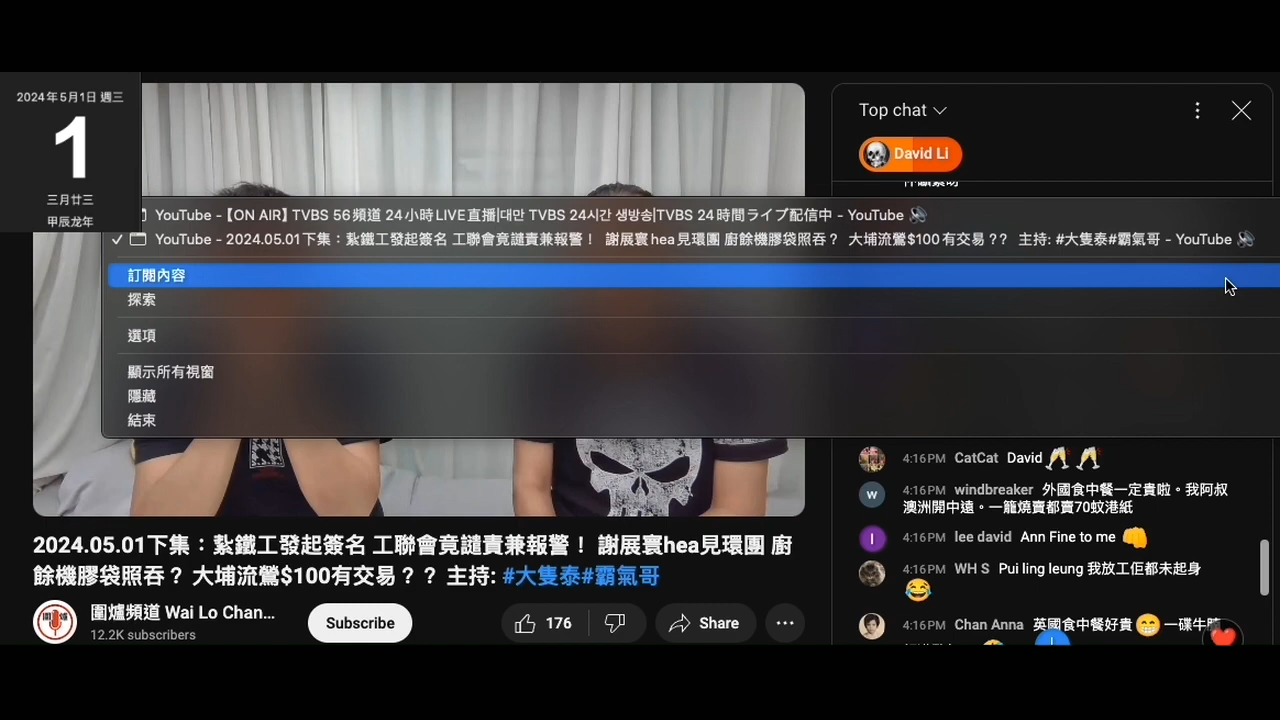 2024年5月1日 週三
1
三月廿三
甲辰龙年
Top chat
David Li
YouTube -【ON AIR】TVBS 56頻道 24小時LIVE直播|대만 TVBS 24시간 생방송|TVBS 24時間ライブ配信中 - YouTube 🔊
✓ YouTube - 2024.05.01下集：紮鐵工發起簽名 工聯會竟譴責兼報警！ 謝展寰hea見環團 廚餘機膠袋照吞？ 大埔流鶯$100有交易？? 主持: #大隻泰#霸氣哥 - YouTube 🔊
訂閱內容
探索
選項
顯示所有視窗
隱藏
結束
4:16PM CatCat David 🥂 🥂
w 4:16PM windbreaker 外國食中餐一定貴啦。我阿叔
澳洲開中遠。一籠燒賣都賣70蚊港紙
l 4:16PM lee david Ann Fine to me 👊
4:16PM WH S Pui ling leung 我放工佢都未起身
😂
4:16PM Chan Anna 英國食中餐好貴 😁 一碟牛
2024.05.01下集：紮鐵工發起簽名 工聯會竟譴責兼報警！ 謝展寰hea見環團 廚
餘機膠袋照吞？ 大埔流鶯$100有交易？？ 主持: #大隻泰#霸氣哥
圍爐頻道 Wai Lo Chan...
12.2K subscribers
Subscribe
176
Share